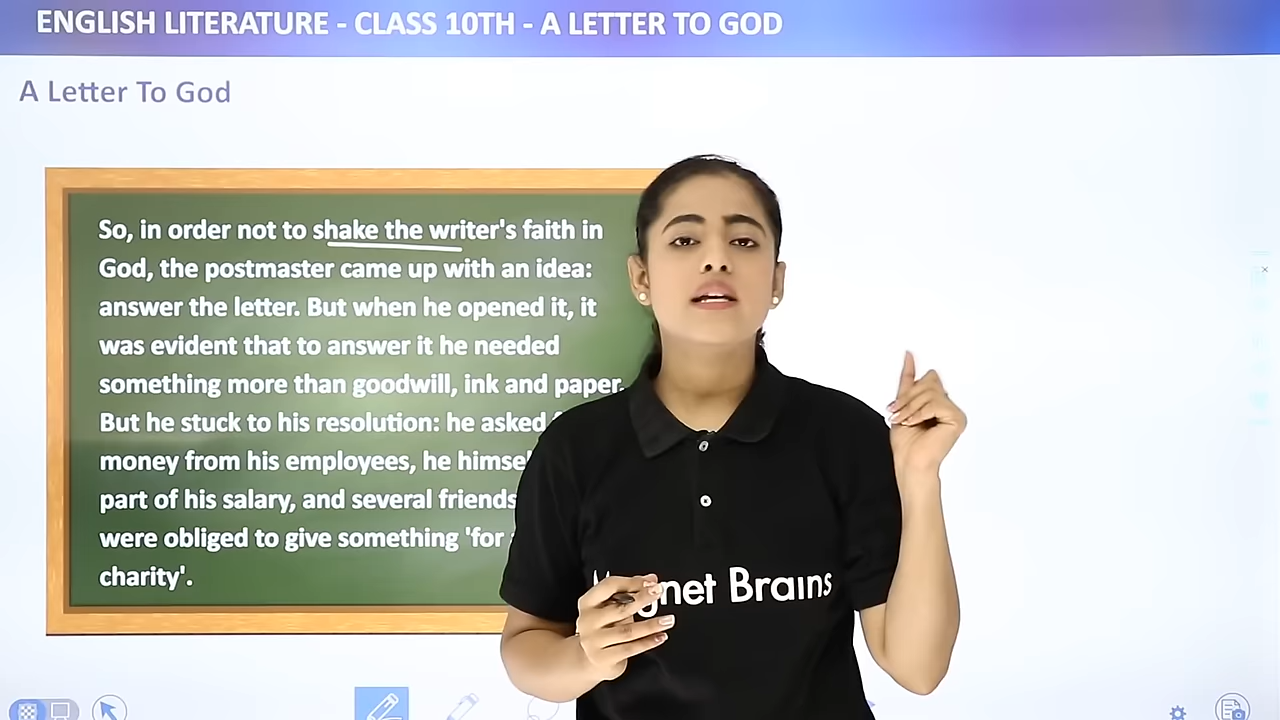 ENGLISH LITERATURE - CLASS 10TH - A LETTER TO GOD
A Letter To God
So, in order not to shake the writer's faith in
God, the postmaster came up with an idea:
answer the letter. But when he opened it, it
was evident that to answer it he needed
something more than goodwill, ink and paper.
But he stuck to his resolution: he asked
money from his employees, he
part of his salary, and several friends
were obliged to give something 'for
charity'.
Brains